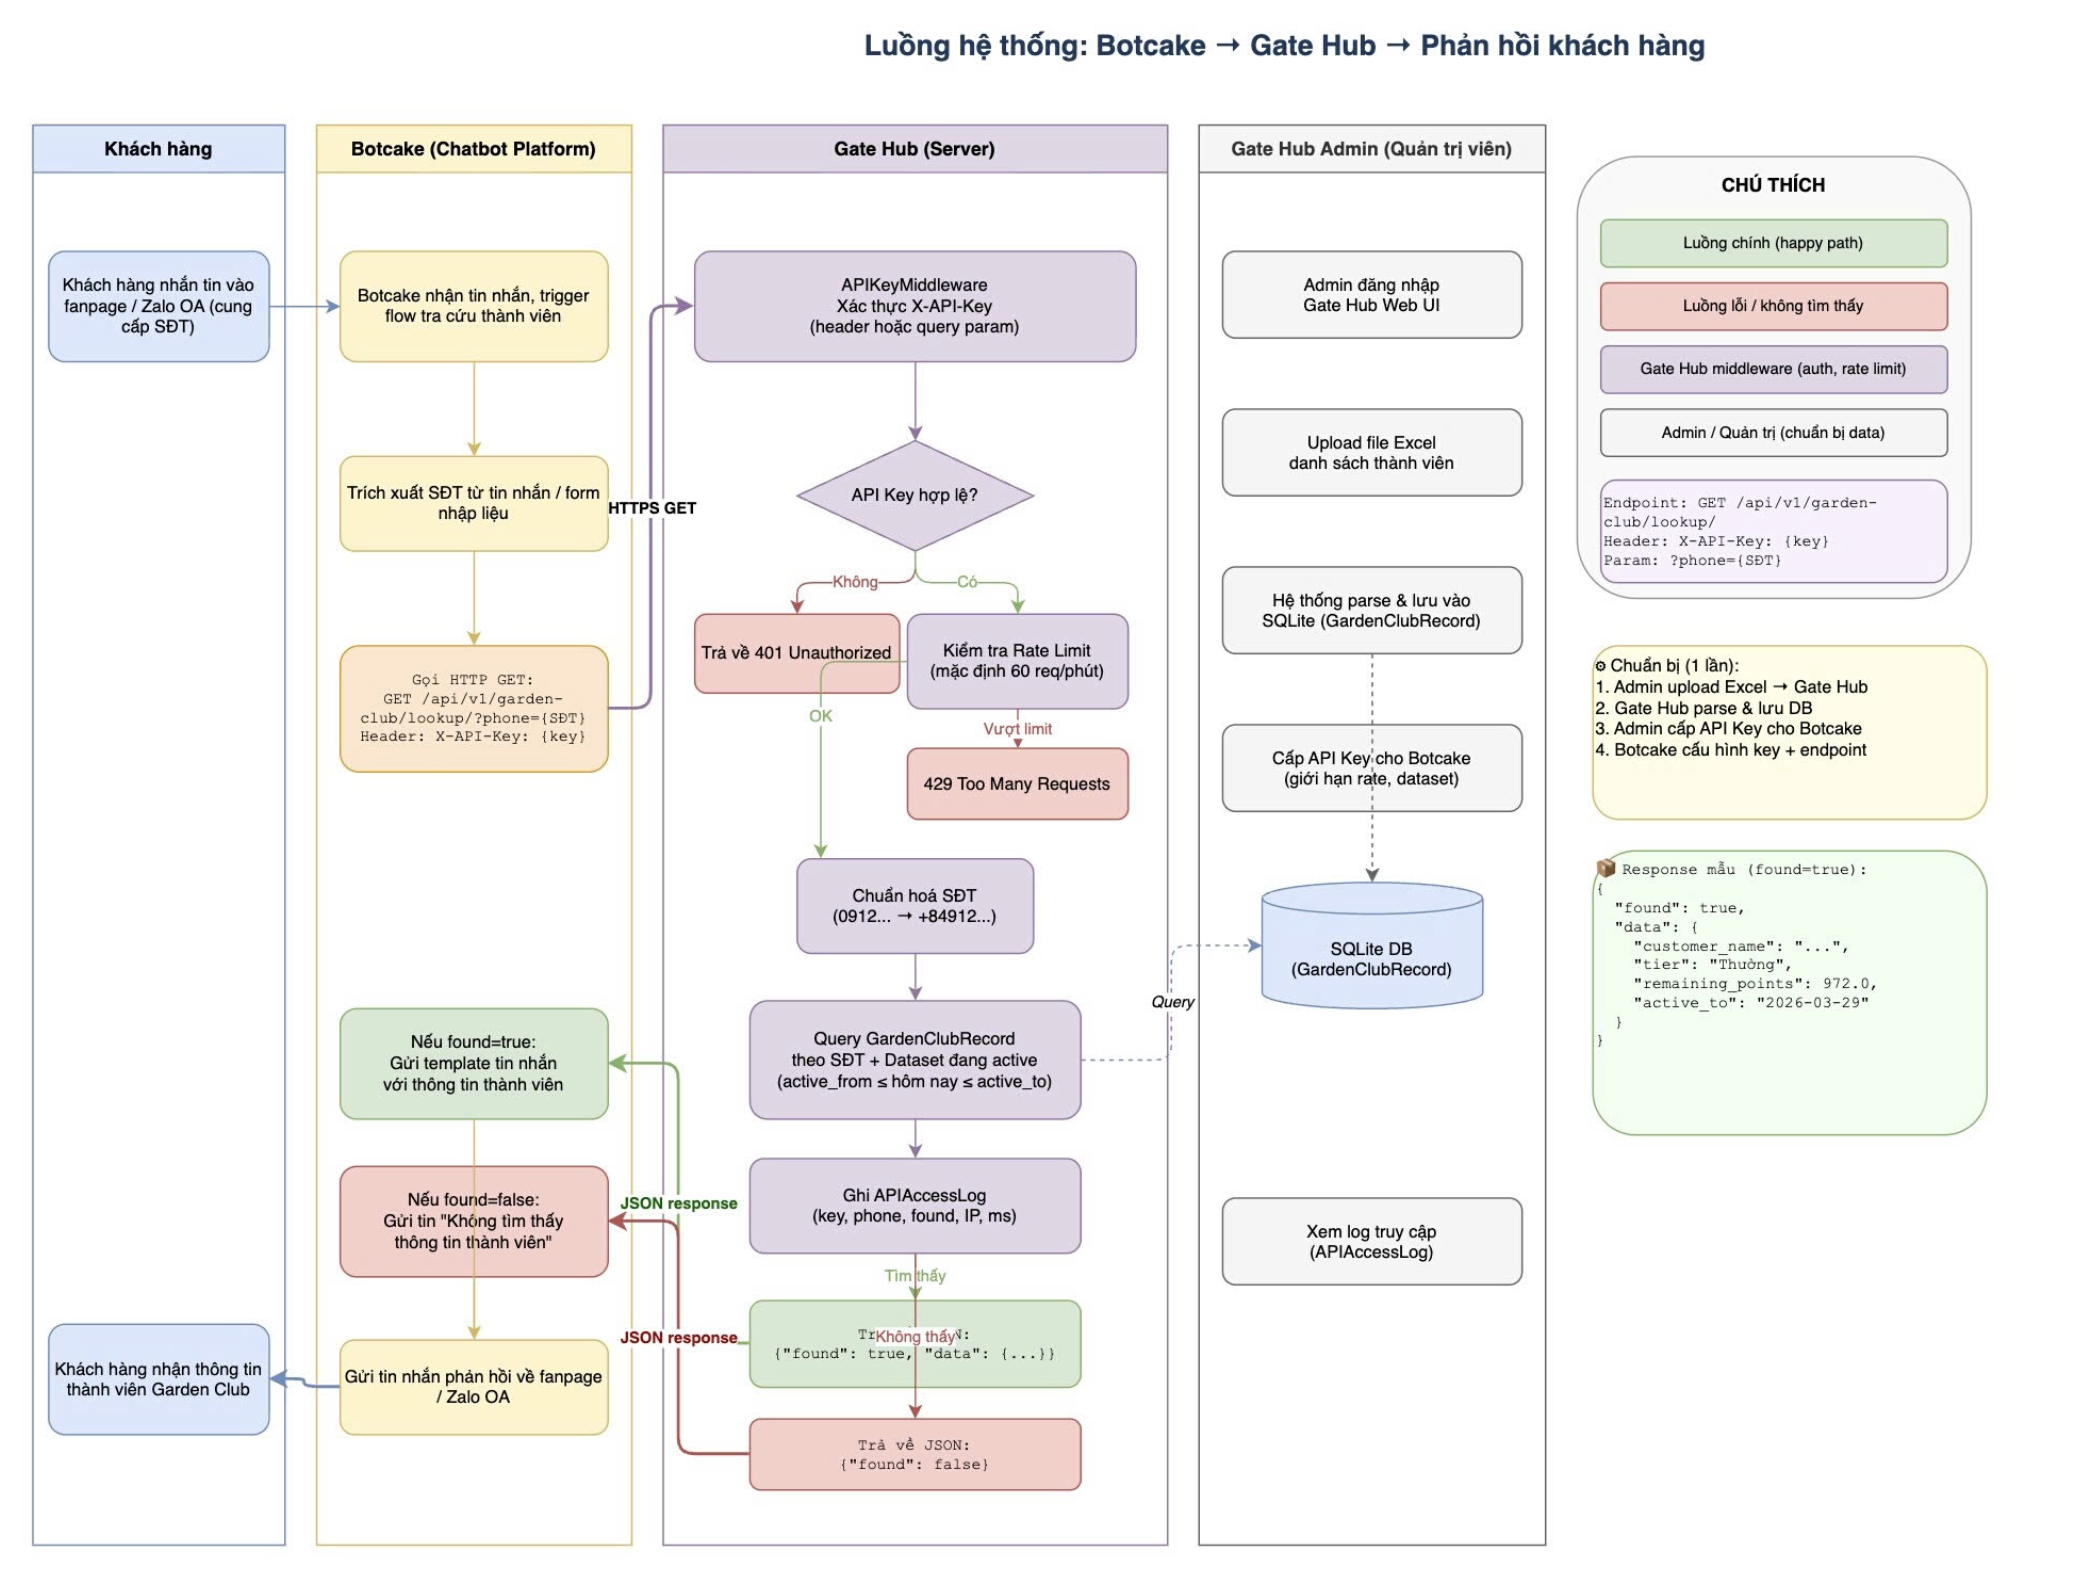 Luồng hệ thống: Botcake → Gate Hub → Phản hồi khách hàng
Khách hàng
Khách hàng nhắn tin vào
fanpage / Zalo OA (cung
cấp SĐT)
Khách hàng nhận thông tin
thành viên Garden Club
Botcake (Chatbot Platform)
Botcake nhận tin nhắn, trigger
flow tra cứu thành viên
Trích xuất SĐT từ tin nhắn / form
nhập liệu
Gọi HTTP GET:
GET /api/v1/garden-
club/lookup/?phone={SĐT}
Header: X-API-Key: {key}
Nếu found=true:
Gửi template tin nhắn
với thông tin thành viên
Nếu found=false:
Gửi tin "Không tìm thấy
thông tin thành viên"
Gửi tin nhắn phản hồi về fanpage
/ Zalo OA
HTTPS GET
JSON response
JSON response
Gate Hub (Server)
APIKeyMiddleware
Xác thực X-API-Key
(header hoặc query param)
API Key hợp lệ?
Không
Có
Trả về 401 Unauthorized
Kiểm tra Rate Limit
(mặc định 60 req/phút)
OK
Vượt limit
429 Too Many Requests
Chuẩn hoá SĐT
(0912... → +84912...)
Query GardenClubRecord
theo SĐT + Dataset đang active
(active_from ≤ hôm nay ≤ active_to)
Query
Ghi APIAccessLog
(key, phone, found, IP, ms)
Tìm thấy
Không thấy
{"found": true, "data": {...}}
Trả về JSON:
{"found": false}
Gate Hub Admin (Quản trị viên)
Admin đăng nhập
Gate Hub Web UI
Upload file Excel
danh sách thành viên
Hệ thống parse & lưu vào
SQLite (GardenClubRecord)
Cấp API Key cho Botcake
(giới hạn rate, dataset)
SQLite DB
(GardenClubRecord)
Xem log truy cập
(APIAccessLog)
CHÚ THÍCH
Luồng chính (happy path)
Luồng lỗi / không tìm thấy
Gate Hub middleware (auth, rate limit)
Admin / Quản trị (chuẩn bị data)
Endpoint: GET /api/v1/garden-
club/lookup/
Header: X-API-Key: {key}
Param: ?phone={SĐT}
⚙ Chuẩn bị (1 lần):
1. Admin upload Excel → Gate Hub
2. Gate Hub parse & lưu DB
3. Admin cấp API Key cho Botcake
4. Botcake cấu hình key + endpoint
📦 Response mẫu (found=true):
{
"found": true,
"data": {
"customer_name": "...",
"tier": "Thường",
"remaining_points": 972.0,
"active_to": "2026-03-29"
}
}